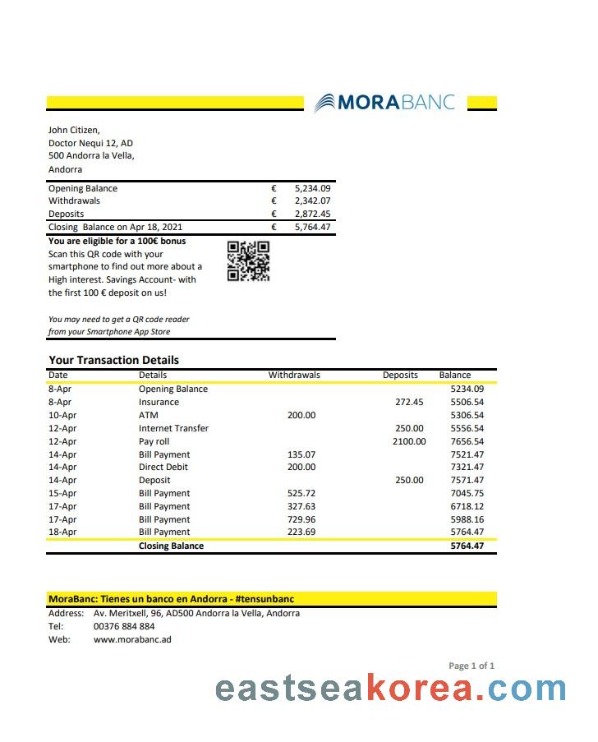 MORABANC
John Citizen,
Doctor Nequi 12, AD
500 Andorra la Vella,
Andorra
Opening Balance € 5,234.09
Withdrawals € 2,342.07
Deposits € 2,872.45
Closing Balance on Apr 18, 2021 € 5,764.47
You are eligible for a 100€ bonus
Scan this QR code with your
smartphone to find out more about a
High interest. Savings Account- with
the first 100 € deposit on us!
You may need to get a QR code reader
from your Smartphone App Store
Your Transaction Details
Date Details Withdrawals Deposits Balance
8-Apr Opening Balance 5234.09
8-Apr Insurance 272.45 5506.54
10-Apr ATM 200.00 5306.54
12-Apr Internet Transfer 250.00 5556.54
12-Apr Pay roll 2100.00 7656.54
14-Apr Bill Payment 135.07 7521.47
14-Apr Direct Debit 200.00 7321.47
14-Apr Deposit 250.00 7571.47
15-Apr Bill Payment 525.72 7045.75
17-Apr Bill Payment 327.63 6718.12
17-Apr Bill Payment 729.96 5988.16
18-Apr Bill Payment 223.69 5764.47
Closing Balance 5764.47
MoraBanc: Tienes un banco en Andorra - #tensunbanc
Address: Av. Meritxell, 96, AD500 Andorra la Vella, Andorra
Tel: 00376 884 884
Web: www.morabanc.ad
Page 1 of 1
eastseakorea.com